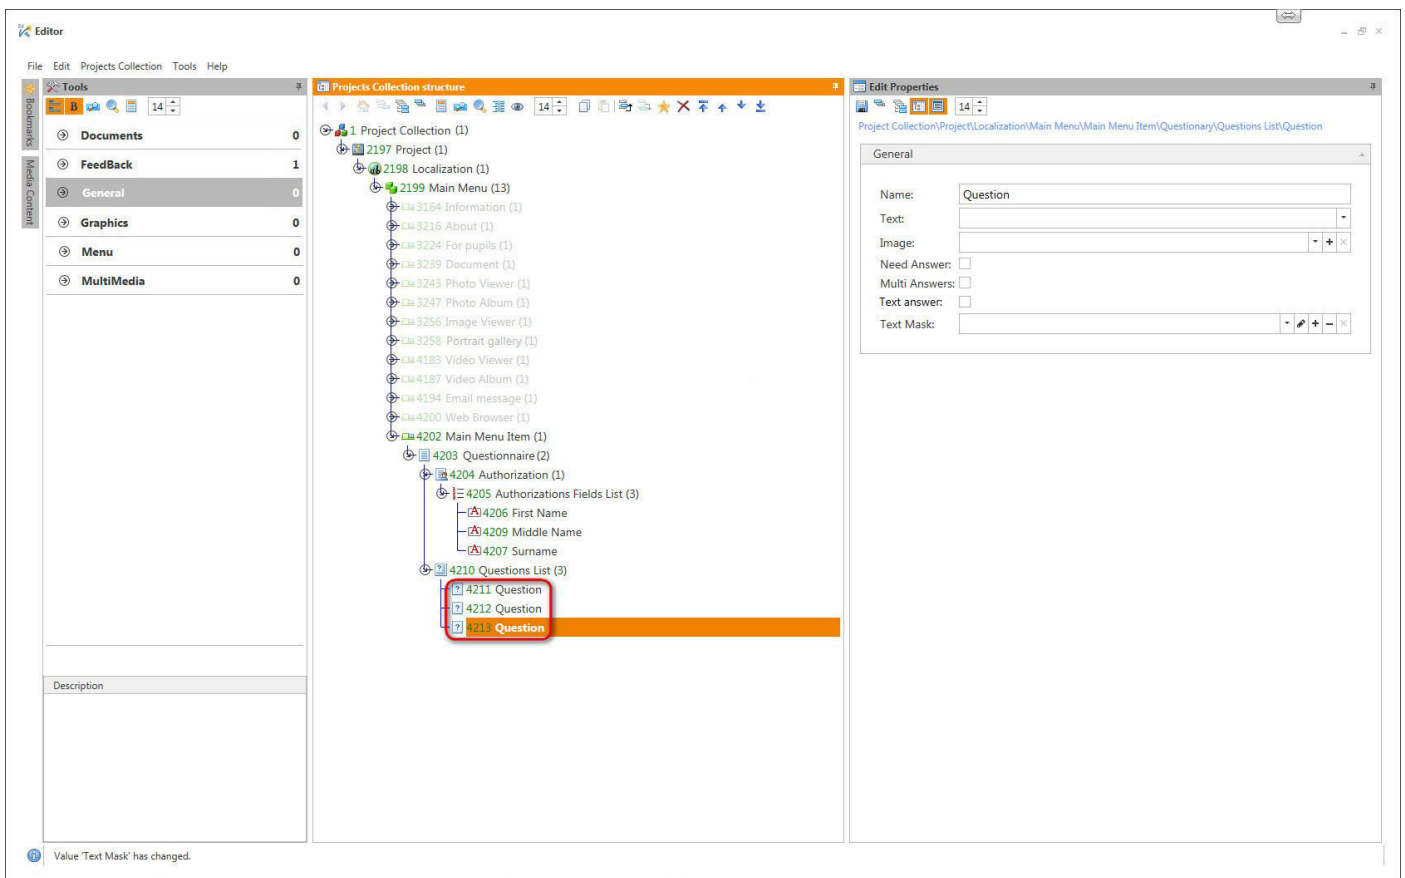 Editor
File Edit Projects Collection Tools Help
Bookmarks
Media Content
Tools
B 14
Documents 0
FeedBack 1
General 0
Graphics 0
Menu 0
MultiMedia 0
Description
Projects Collection structure
14
1 Project Collection (1)
2197 Project (1)
2198 Localization (1)
2199 Main Menu (13)
3164 Information (1)
3216 About (1)
3224 For pupils (1)
3239 Document (1)
3243 Photo Viewer (1)
3247 Photo Album (1)
3256 Image Viewer (1)
3258 Portrait gallery (1)
4183 Video Viewer (1)
4187 Video Album (1)
4194 Email message (1)
4200 Web Browser (1)
4202 Main Menu Item (1)
4203 Questionnaire (2)
4204 Authorization (1)
4205 Authorizations Fields List (3)
4206 First Name
4209 Middle Name
4207 Surname
4210 Questions List (3)
4211 Question
4212 Question
4213 Question
Edit Properties
14
Project Collection\Project\Localization\Main Menu\Main Menu Item\Questionary\Questions List\Question
General
Name: Question
Text:
Image:
Need Answer:
Multi Answers:
Text answer:
Text Mask:
Value 'Text Mask' has changed.